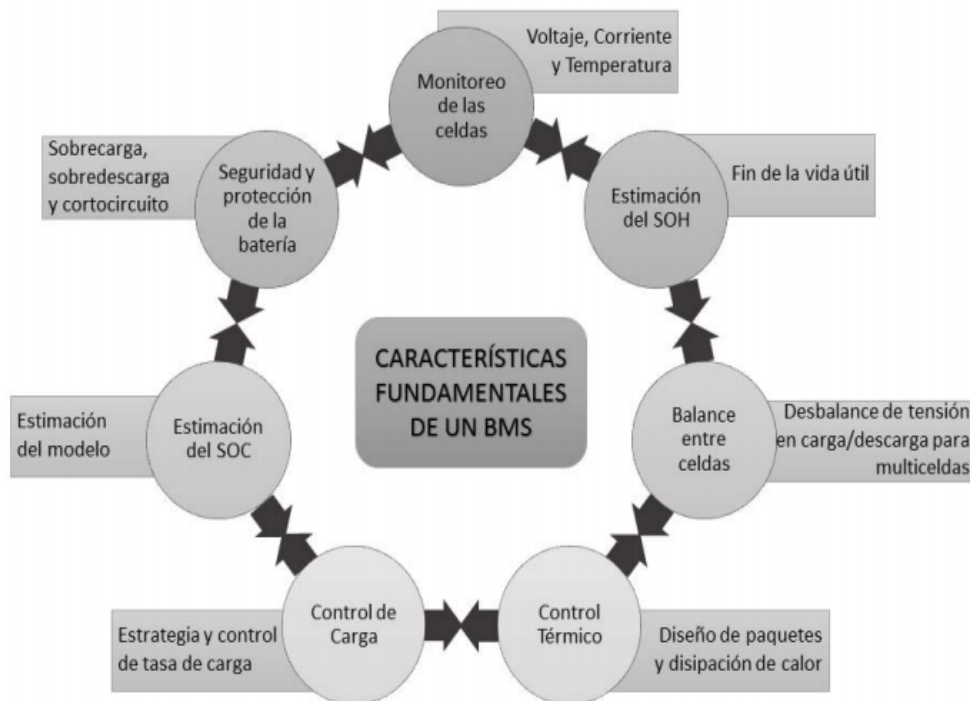 Voltaje, Corriente
y Temperatura
Monitoreo
de las
celdas
Sobrecarga,
sobredescarga
y cortocircuito
Seguridad y
protección
de la
batería
Estimación
del SOH
Fin de la vida útil
CARACTERÍSTICAS
FUNDAMENTALES
DE UN BMS
Estimación
del modelo
Estimación
del SOC
Balance
entre
celdas
Desbalance de tensión
en carga/descarga para
multiceldas
Estrategia y control
de tasa de carga
Control de
Carga
Control
Térmico
Diseño de paquetes
y disipación de calor